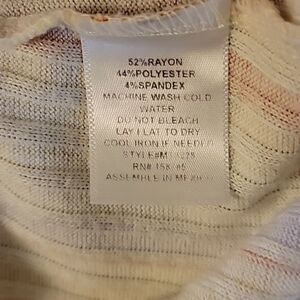 52%RAYON
44%POLYESTER
4%SPANDEX
MACHINE WASH COLD
WATER
DO NOT BLEACH
LAY FLAT TO DRY
COOL IRON IF NEEDED
RN#
ASSEMBLE IN